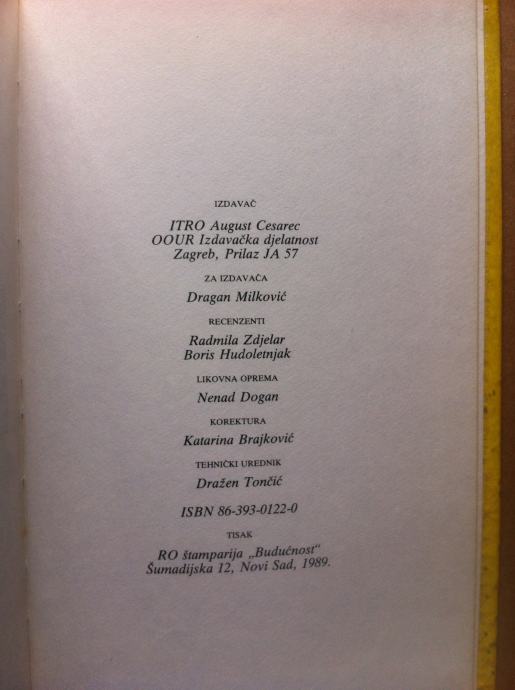 IZDAVAČ
ITRO August Cesarec
OOUR Izdavačka djelatnost
Zagreb, Prilaz JA 57
ZA IZDAVAČA
Dragan Milković
RECENZENTI
Radmila Zdjelar
Boris Hudoletnjak
LIKOVNA OPREMA
Nenad Dogan
KOREKTURA
Katarina Brajković
TEHNIČKI UREDNIK
Dražen Tončić
ISBN 86-393-0122-0
TISAK
RO štamparija „Budućnost“
Šumadijska 12, Novi Sad, 1989.